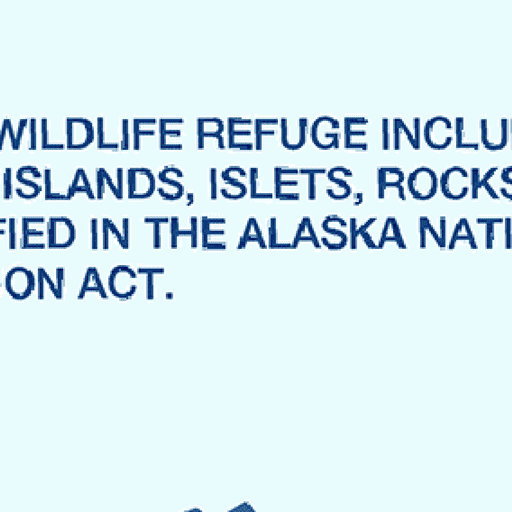 WILDLIFE REFUGE INCLU
ISLANDS, ISLETS, ROCKS
FIED IN THE ALASKA NATI
ON ACT.